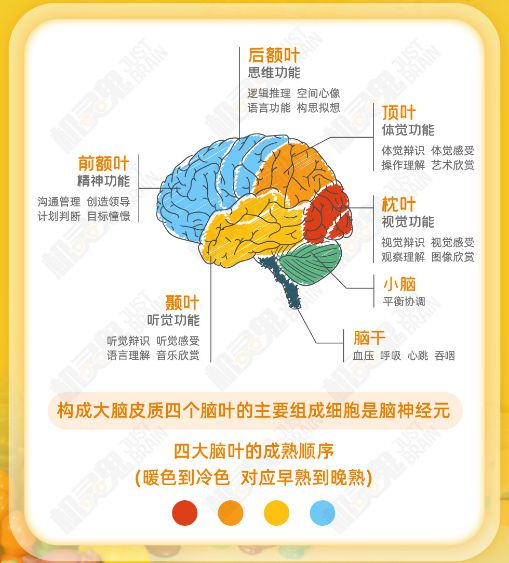 后额叶
思维功能
逻辑推理 空间心像
语言功能 构思拟想
顶叶
体觉功能
体觉辩识 体觉感受
操作理解 艺术欣赏
前额叶
精神功能
沟通管理 创造领导
计划判断 目标憧憬
枕叶
视觉功能
视觉辩识 视觉感受
观察理解 图像欣赏
小脑
平衡协调
颞叶
听觉功能
听觉辩识 听觉感受
语言理解 音乐欣赏
脑干
血压 呼吸 心跳 吞咽
构成大脑皮质四个脑叶的主要组成细胞是脑神经元
四大脑叶的成熟顺序
(暖色到冷色 对应早熟到晚熟)
机灵鬼 JUST BRAIN